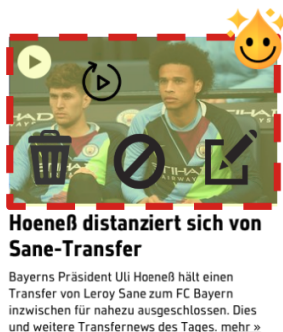 Hoeneß distanziert sich von
Sane-Transfer
Bayerns Präsident Uli Hoeneß hält einen
Transfer von Leroy Sane zum FC Bayern
inzwischen für nahezu ausgeschlossen. Dies
und weitere Transfernews des Tages. mehr »